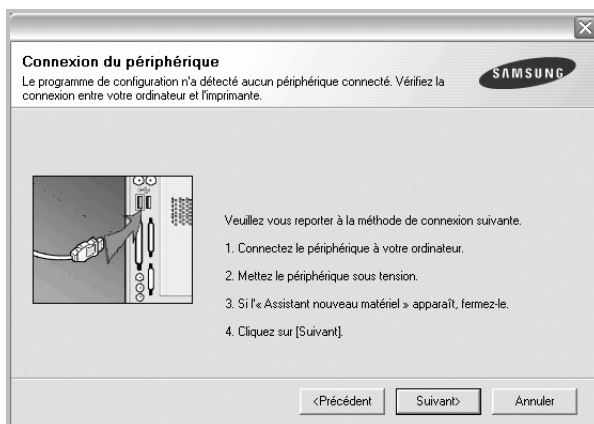 Connexion du périphérique
Le programme de configuration n'a détecté aucun périphérique connecté. Vérifiez la
connexion entre votre ordinateur et l'imprimante.
SAMSUNG
Veuillez vous reporter à la méthode de connexion suivante.
1. Connectez le périphérique à votre ordinateur.
2. Mettez le périphérique sous tension.
3. Si l'« Assistant nouveau matériel » apparaît, fermez-le.
4. Cliquez sur [Suivant].
<Précédent
Suivant>
Annuler